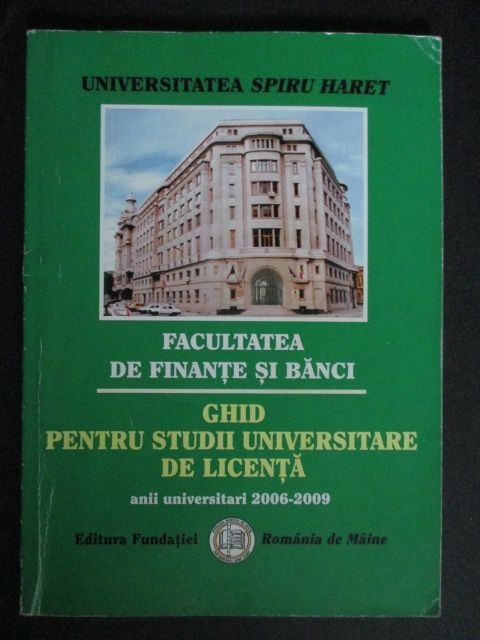 UNIVERSITATEA SPIRU HARET
FACULTATEA
DE FINANȚE ȘI BĂNCI
GHID
PENTRU STUDII UNIVERSITARE
DE LICENȚĂ
anii universitari 2006-2009
Editura Fundației România de Mâine